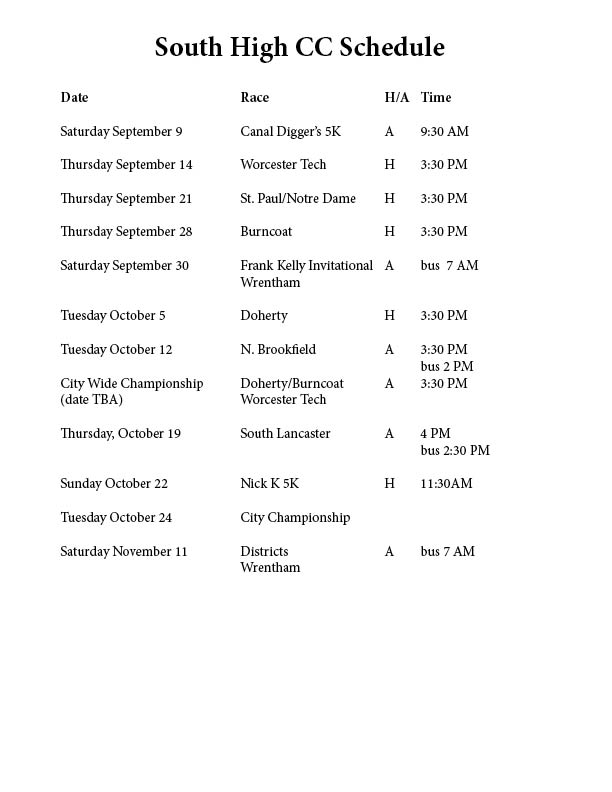 South High CC Schedule
Date Race H/A Time
Saturday September 9 Canal Digger's 5K A 9:30 AM
Thursday September 14 Worcester Tech H 3:30 PM
Thursday September 21 St. Paul/Notre Dame H 3:30 PM
Thursday September 28 Burncoat H 3:30 PM
Saturday September 30 Frank Kelly Invitational A bus 7 AM
Wrentham
Tuesday October 5 Doherty H 3:30 PM
Tuesday October 12 N. Brookfield A 3:30 PM
bus 2 PM
City Wide Championship Doherty/Burncoat A 3:30 PM
(date TBA) Worcester Tech
Thursday, October 19 South Lancaster A 4 PM
bus 2:30 PM
Sunday October 22 Nick K 5K H 11:30AM
Tuesday October 24 City Championship
Saturday November 11 Districts A bus 7 AM
Wrentham